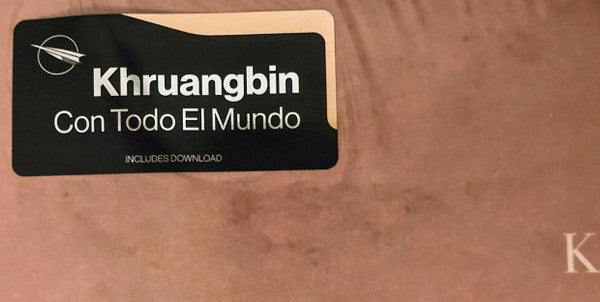 Khruangbin
Con Todo El Mundo
INCLUDES DOWNLOAD
K